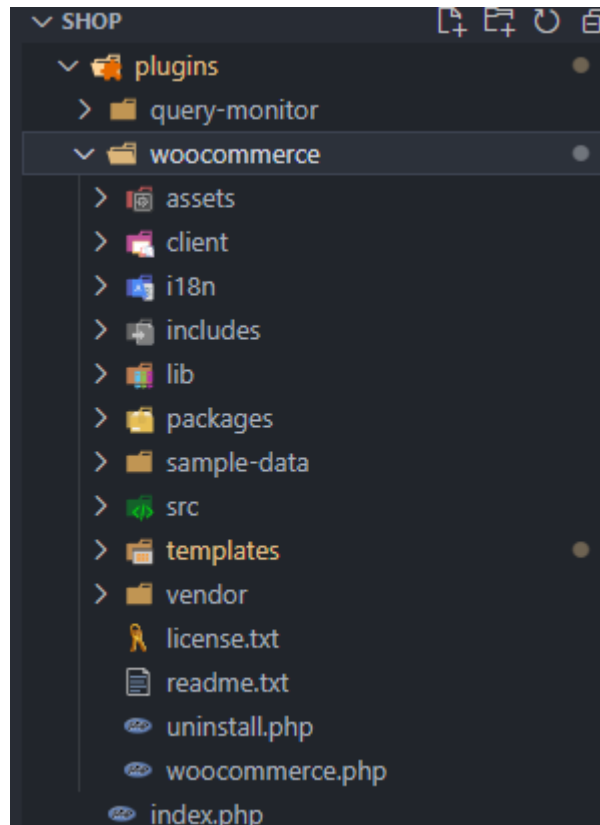 SHOP
plugins
query-monitor
woocommerce
assets
client
i18n
includes
lib
packages
sample-data
src
templates
vendor
license.txt
readme.txt
uninstall.php
woocommerce.php
index.php